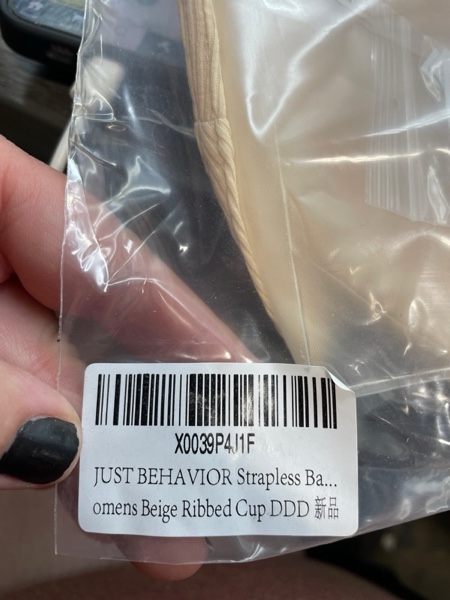 X0039P4J1F
JUST BEHAVIOR Strapless Ba...
omens Beige Ribbed Cup DDD 新品